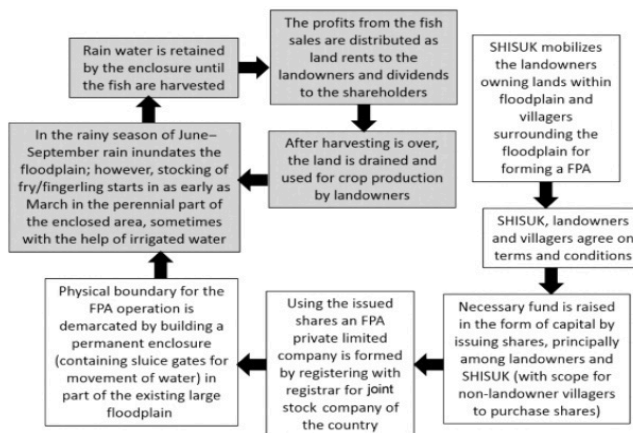 Rain water is retained
by the enclosure until
the fish are harvested
The profits from the fish
sales are distributed as
land rents to the
landowners and dividends
to the shareholders
SHISUK mobilizes
the landowners
owning lands within
floodplain and
villagers
surrounding the
floodplain for
forming a FPA
In the rainy season of June–
September rain inundates the
floodplain; however, stocking of
fry/fingerling starts in as early as
March in the perennial part of
the enclosed area, sometimes
with the help of irrigated water
After harvesting is over,
the land is drained and
used for crop production
by landowners
SHISUK, landowners
and villagers agree on
terms and conditions
Physical boundary for the
FPA operation is
demarcated by building a
permanent enclosure
(containing sluice gates for
movement of water) in
part of the existing large
floodplain
Using the issued
shares an FPA
private limited
company is formed
by registering with
registrar for joint
stock company of
the country
Necessary fund is raised
in the form of capital by
issuing shares, principally
among landowners and
SHISUK (with scope for
non-landowner villagers
to purchase shares)